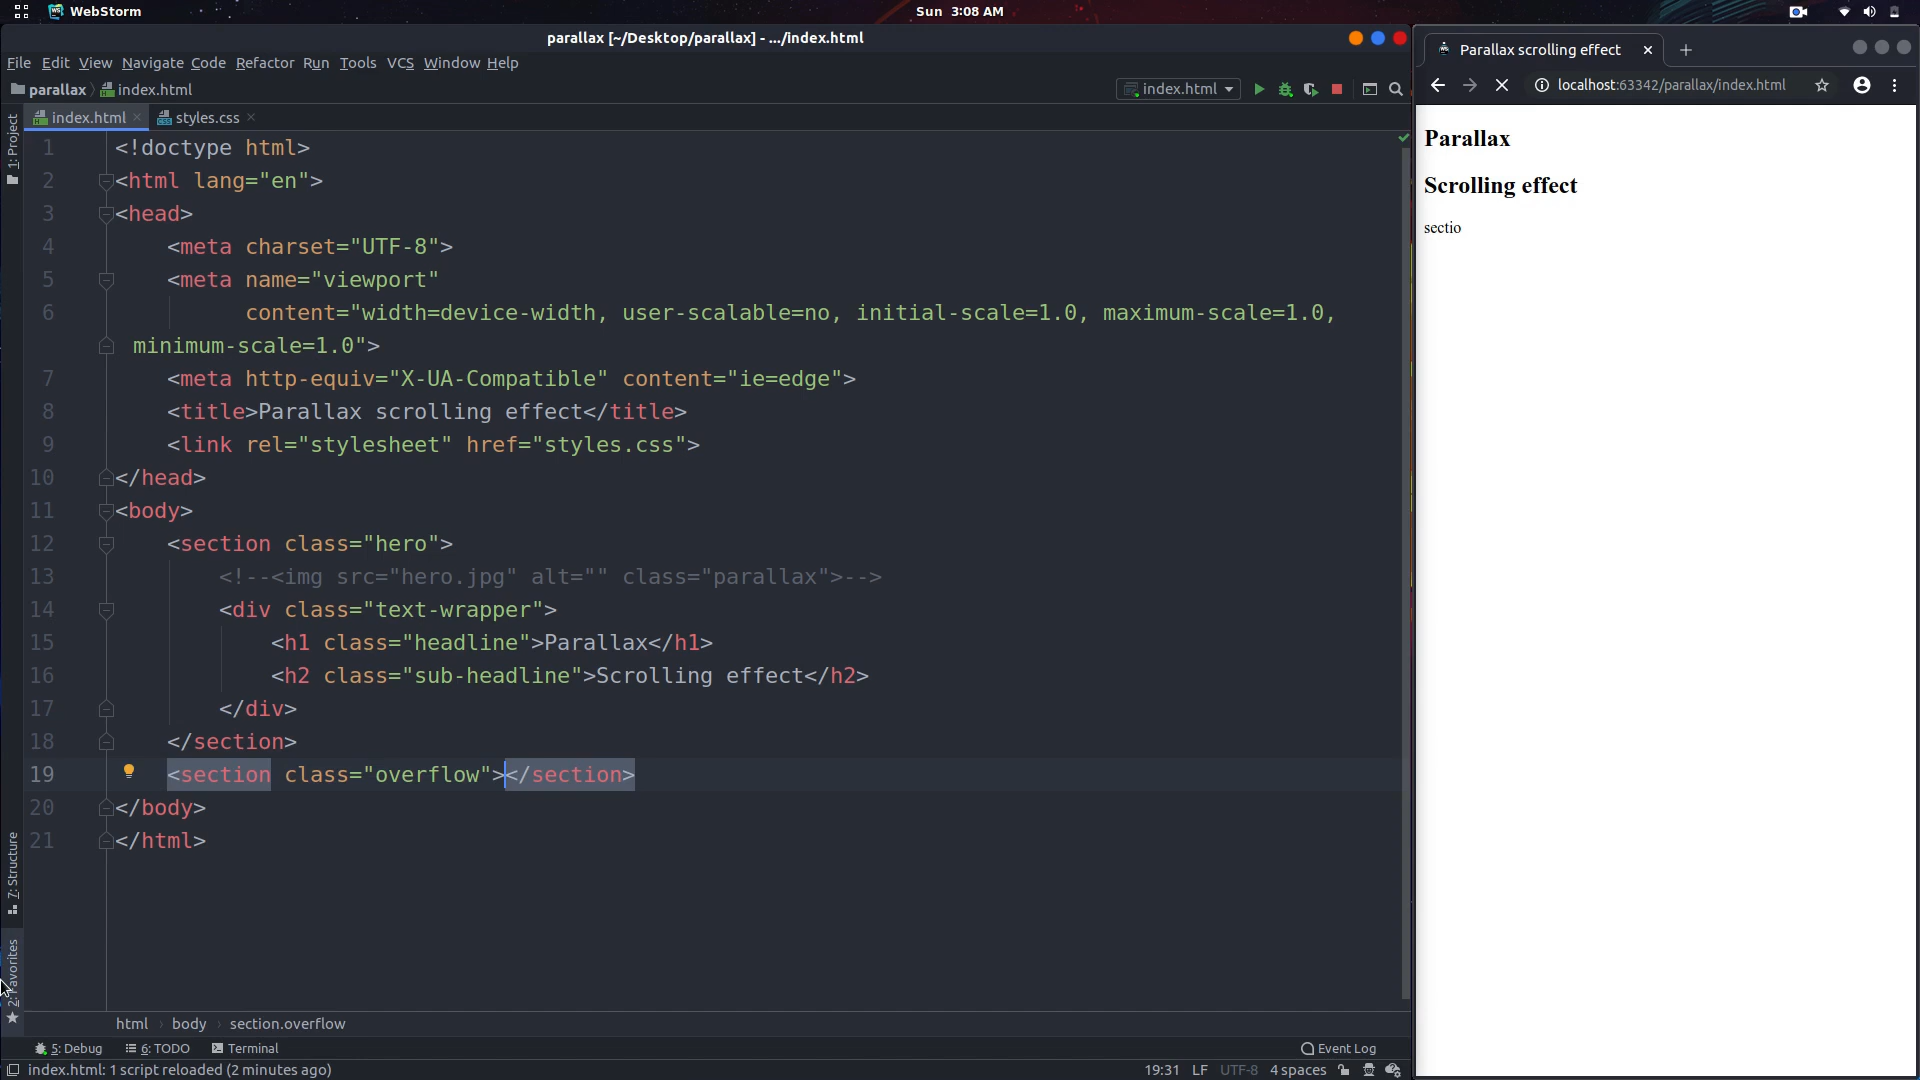 WebStorm
Sun 3:08 AM
parallax [~/Desktop/parallax] - .../index.html
File Edit View Navigate Code Refactor Run Tools VCS Window Help
parallax index.html
index.html
index.html styles.css
1: Project
7: Structure
2: Favorites
1 <!doctype html>
2 <html lang="en">
3 <head>
4 <meta charset="UTF-8">
5 <meta name="viewport"
6 content="width=device-width, user-scalable=no, initial-scale=1.0, maximum-scale=1.0,
minimum-scale=1.0">
7 <meta http-equiv="X-UA-Compatible" content="ie=edge">
8 <title>Parallax scrolling effect</title>
9 <link rel="stylesheet" href="styles.css">
10 </head>
11 <body>
12 <section class="hero">
13 <!--<img src="hero.jpg" alt="" class="parallax">-->
14 <div class="text-wrapper">
15 <h1 class="headline">Parallax</h1>
16 <h2 class="sub-headline">Scrolling effect</h2>
17 </div>
18 </section>
19 <section class="overflow"></section>
20 </body>
21 </html>
html body section.overflow
5: Debug 6: TODO Terminal Event Log
index.html: 1 script reloaded (2 minutes ago)
19:31 LF UTF-8 4 spaces
Parallax scrolling effect
localhost:63342/parallax/index.html
Parallax
Scrolling effect
sectio